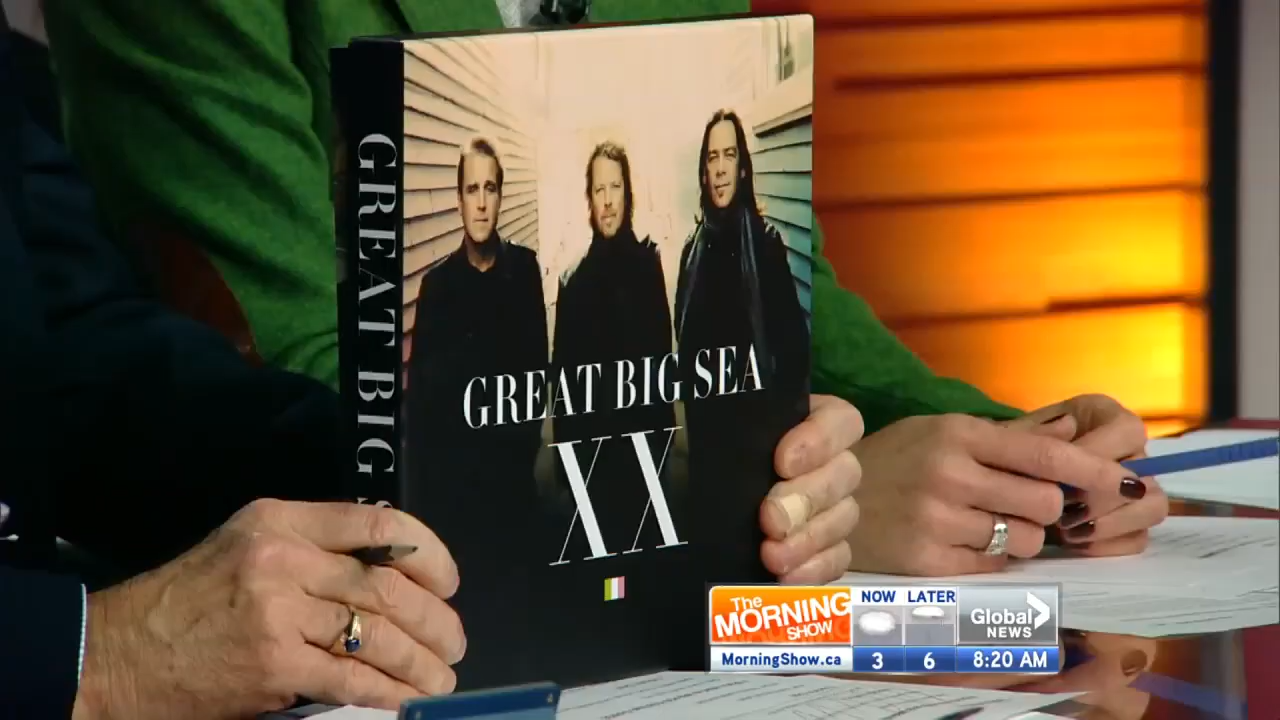 GREAT BIG S
GREAT BIG SEA
XX
The
MORNING
SHOW
MorningShow.ca
NOW LATER
3 6
Global
NEWS
8:20 AM